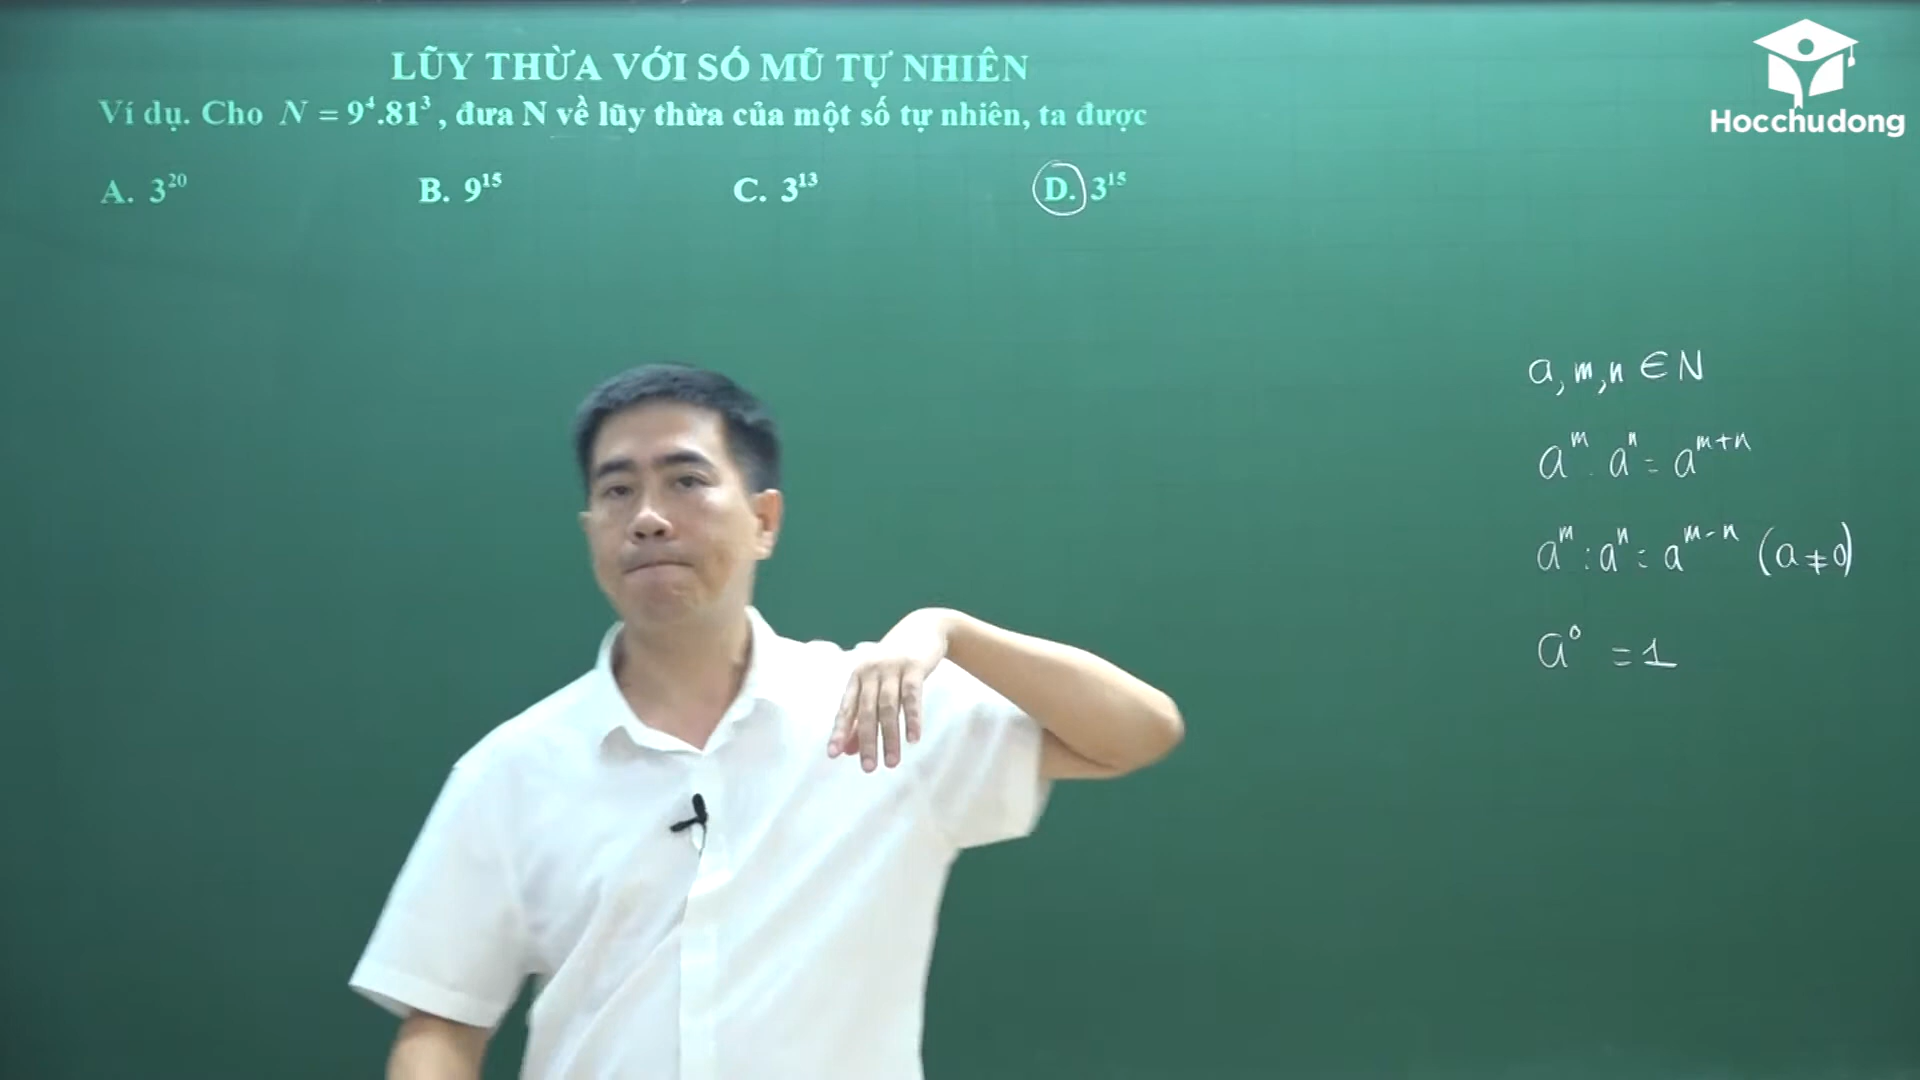 LŨY THỪA VỚI SỐ MŨ TỰ NHIÊN
Ví dụ. Cho N = 9⁴.81³, đưa N về lũy thừa của một số tự nhiên, ta được
A. 3²⁰ B. 9¹⁵ C. 3¹³ D. 3¹⁵
Hocchudong
a, m, n ∈ N
aᵐ . aⁿ = aᵐ⁺ⁿ
aᵐ : aⁿ = aᵐ⁻ⁿ (a ≠ 0)
a⁰ = 1